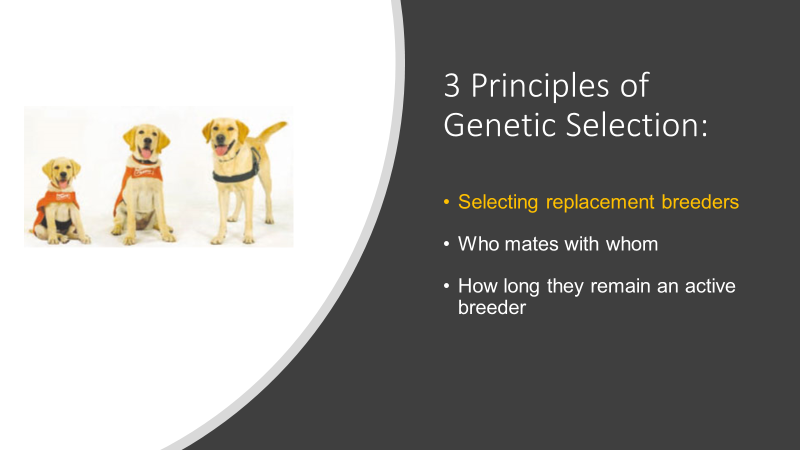 3 Principles of
Genetic Selection:
• Selecting replacement breeders
• Who mates with whom
• How long they remain an active
breeder